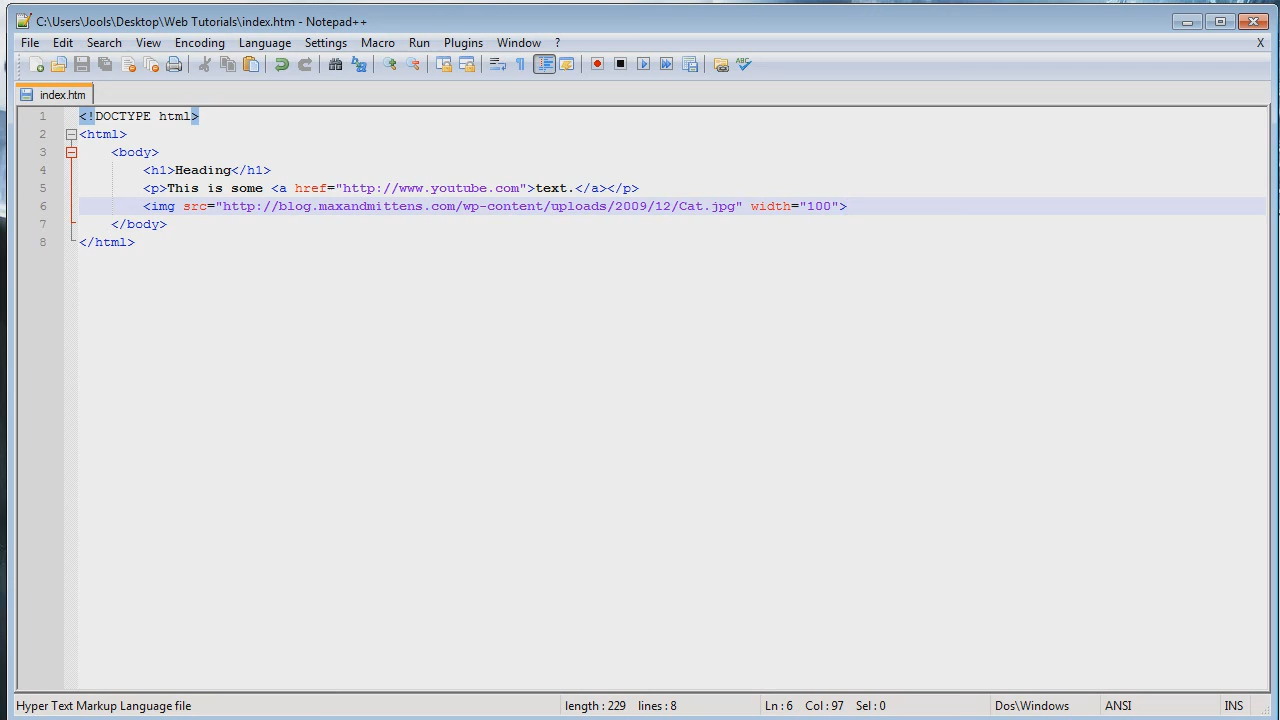 C:\Users\Jools\Desktop\Web Tutorials\index.htm - Notepad++
File Edit Search View Encoding Language Settings Macro Run Plugins Window ? X
index.htm
1 <!DOCTYPE html>
2 <html>
3 <body>
4 <h1>Heading</h1>
5 <p>This is some <a href="http://www.youtube.com">text.</a></p>
6 <img src="http://blog.maxandmittens.com/wp-content/uploads/2009/12/Cat.jpg" width="100">
7 </body>
8 </html>
Hyper Text Markup Language file length : 229 lines : 8 Ln : 6 Col : 97 Sel : 0 Dos\Windows ANSI INS